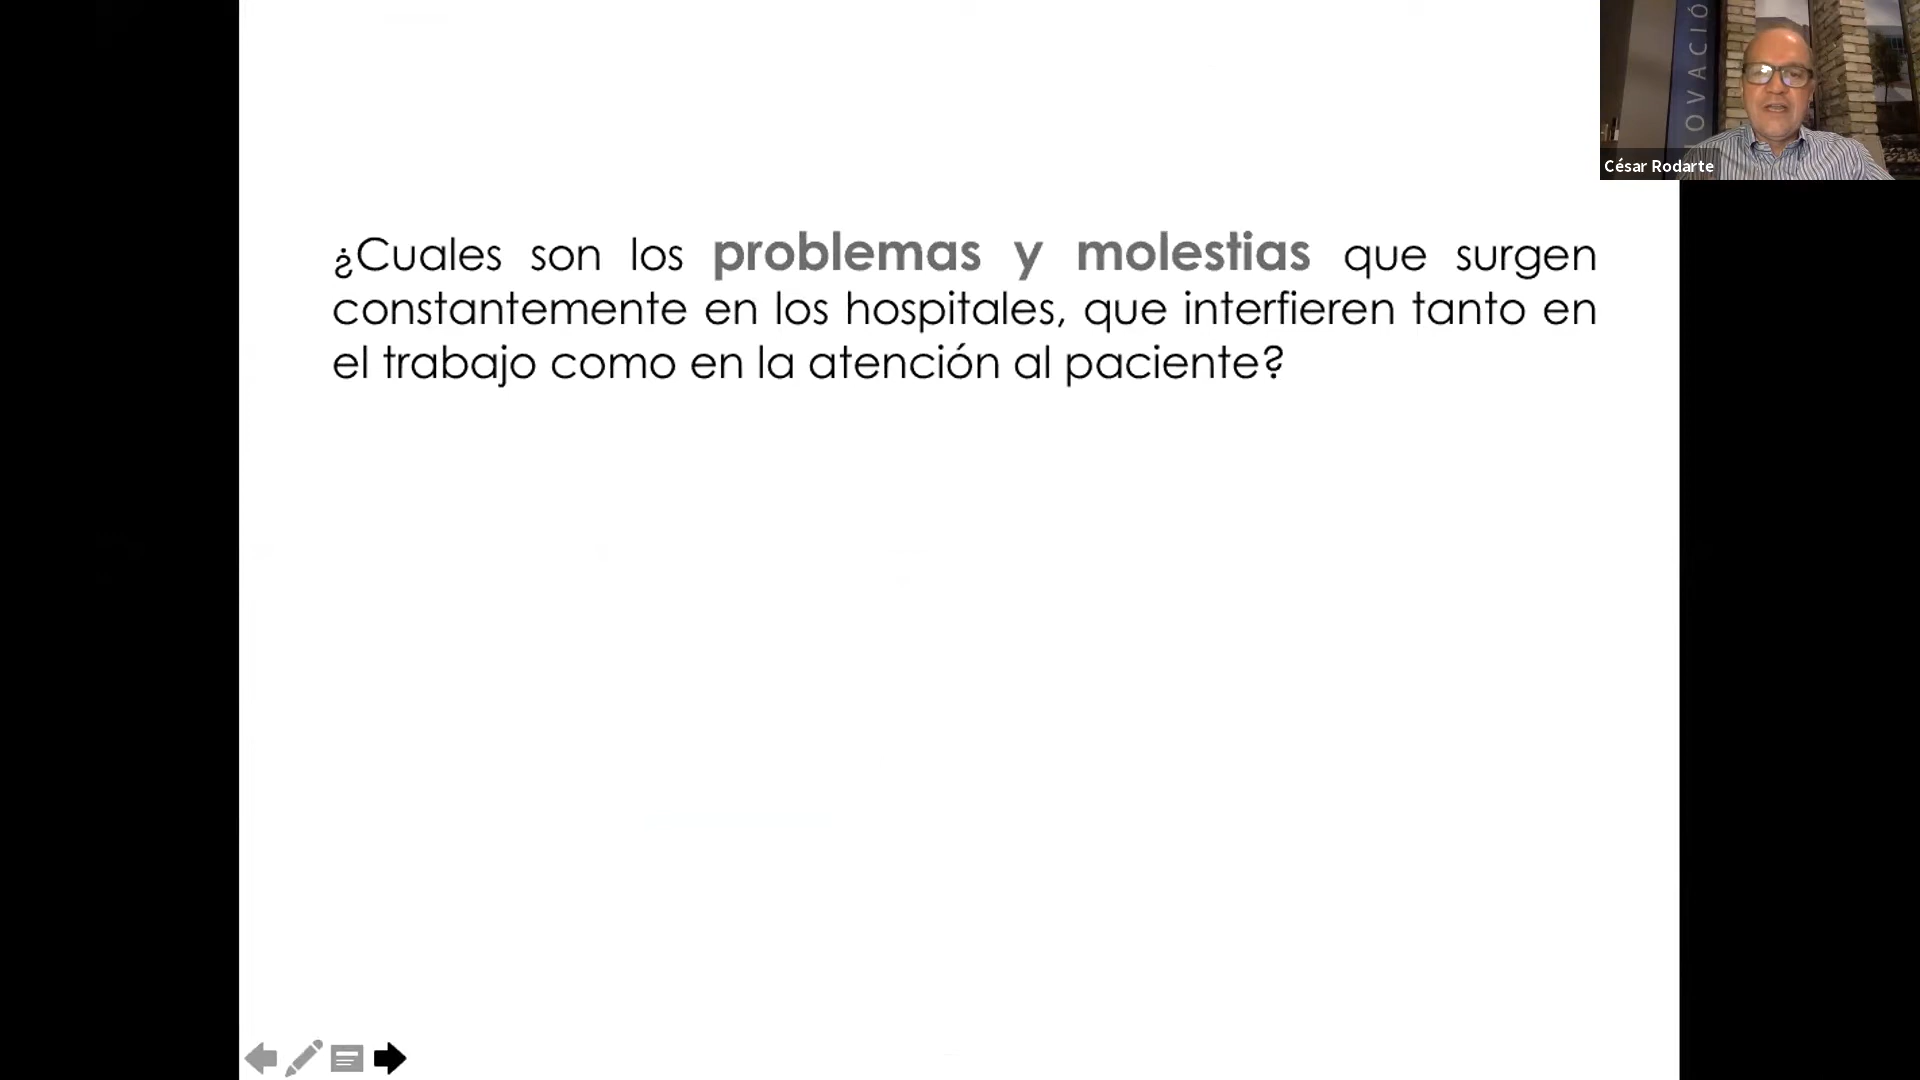 ¿Cuales son los problemas y molestias que surgen
constantemente en los hospitales, que interfieren tanto en
el trabajo como en la atención al paciente?
OVACIÓ
César Rodarte